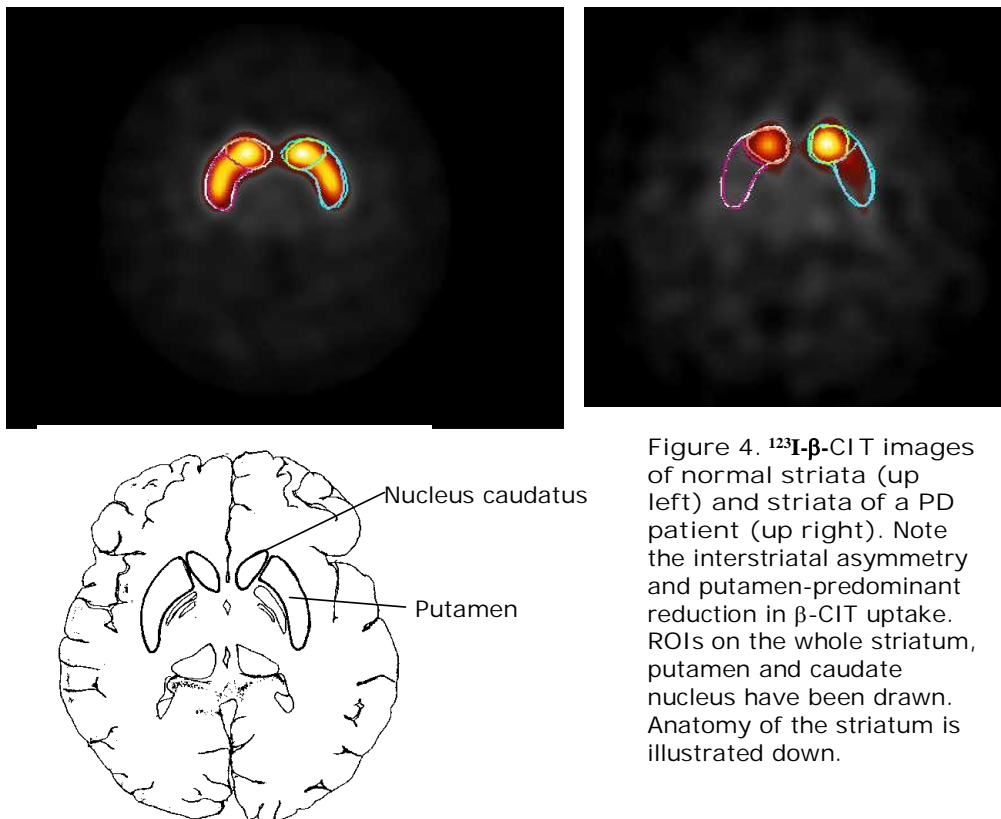 Nucleus caudatus
Putamen
Figure 4. ¹²³I-β-CIT images
of normal striata (up
left) and striata of a PD
patient (up right). Note
the interstriatal asymmetry
and putamen-predominant
reduction in β-CIT uptake.
ROIs on the whole striatum,
putamen and caudate
nucleus have been drawn.
Anatomy of the striatum is
illustrated down.